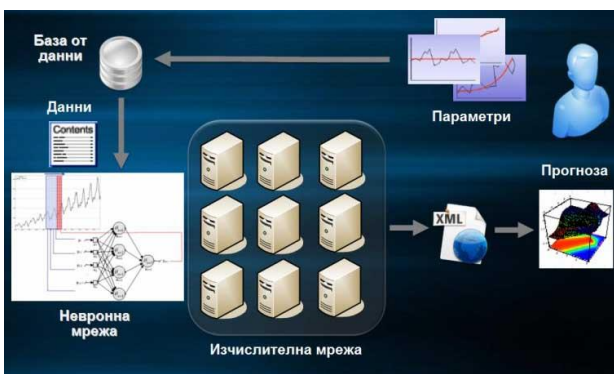 База от
данни
Параметри
Данни
Contents
Прогноза
XML
Невронна
мрежа
Изчислителна мрежа